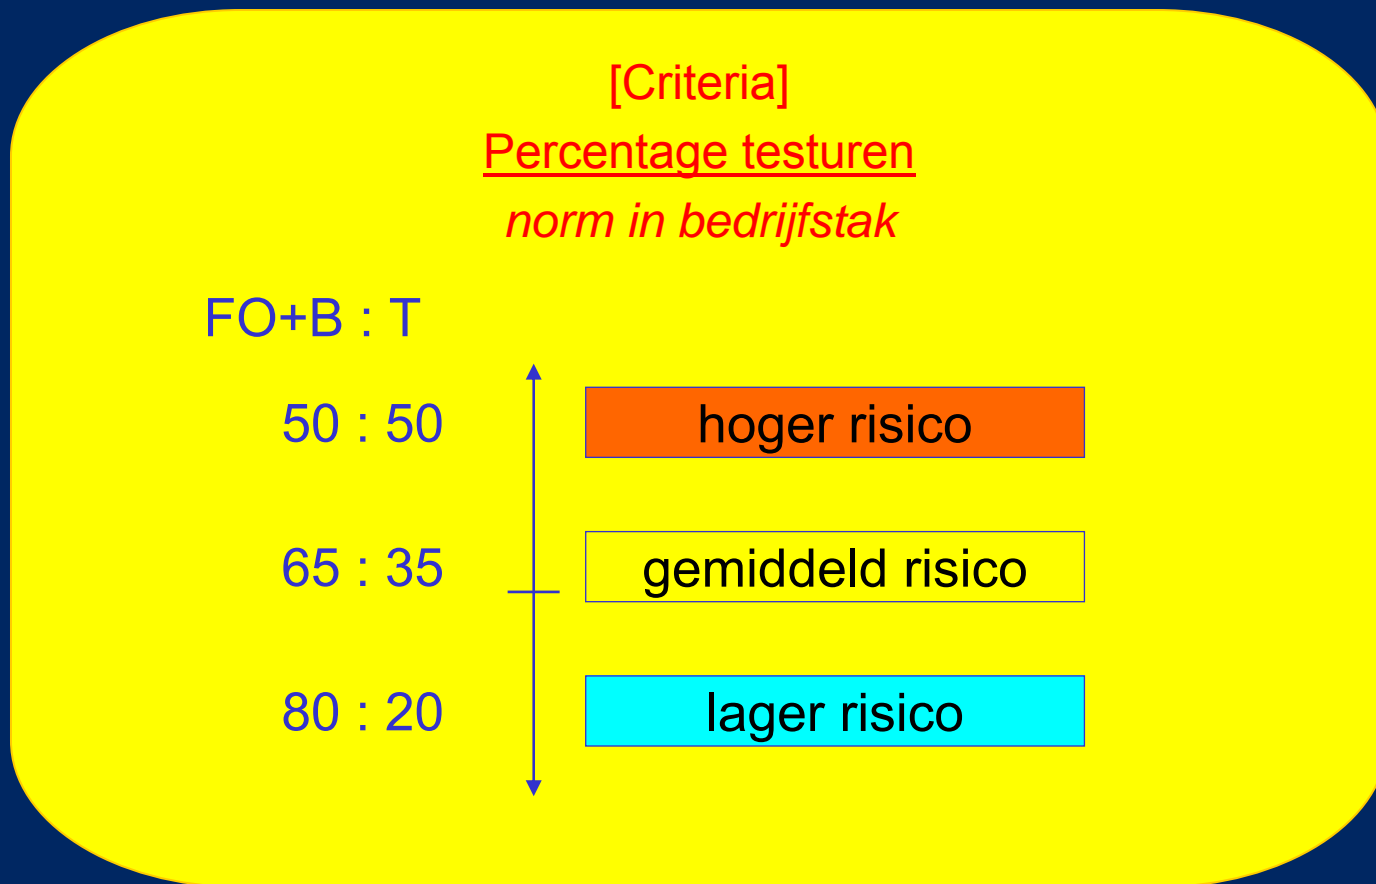 [Criteria]
Percentage testuren
norm in bedrijfstak
FO+B : T
50 : 50
hoger risico
65 : 35
gemiddeld risico
80 : 20
lager risico